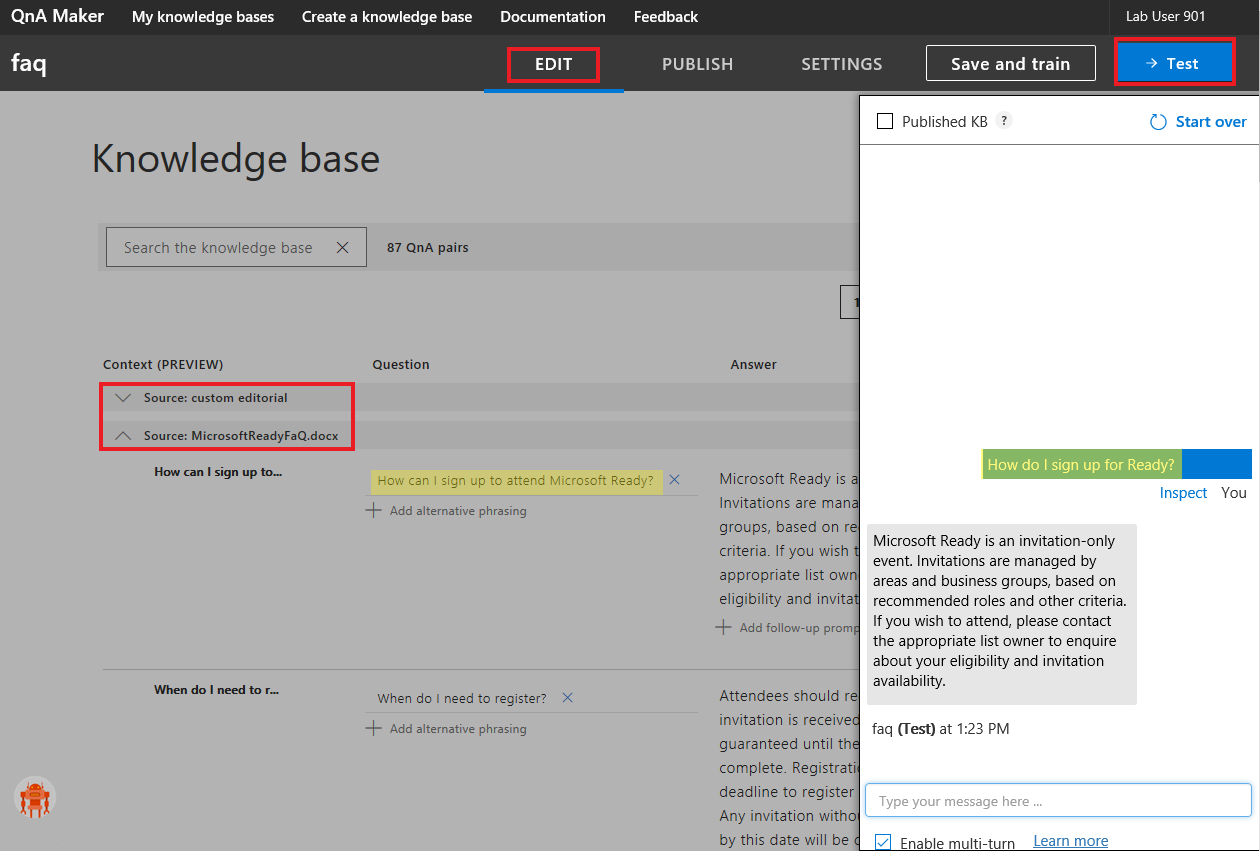 QnA Maker My knowledge bases Create a knowledge base Documentation Feedback Lab User 901
faq EDIT PUBLISH SETTINGS Save and train → Test
Knowledge base
Search the knowledge base
87 QnA pairs
Context (PREVIEW) Question Answer
Source: custom editorial
Source: MicrosoftReadyFaQ.docx
How can I sign up to...
How can I sign up to attend Microsoft Ready?
Add alternative phrasing
Microsoft Ready is a
Invitations are mana
groups, based on re
criteria. If you wish t
appropriate list own
eligibility and invitat
Add follow-up promp
When do I need to r...
When do I need to register?
Add alternative phrasing
Attendees should re
invitation is received
guaranteed until the
complete. Registratio
deadline to register
Any invitation witho
by this date will be c
Published KB ?
Start over
How do I sign up for Ready?
Inspect You
Microsoft Ready is an invitation-only
event. Invitations are managed by
areas and business groups, based on
recommended roles and other criteria.
If you wish to attend, please contact
the appropriate list owner to enquire
about your eligibility and invitation
availability.
faq (Test) at 1:23 PM
Type your message here ...
Enable multi-turn Learn more